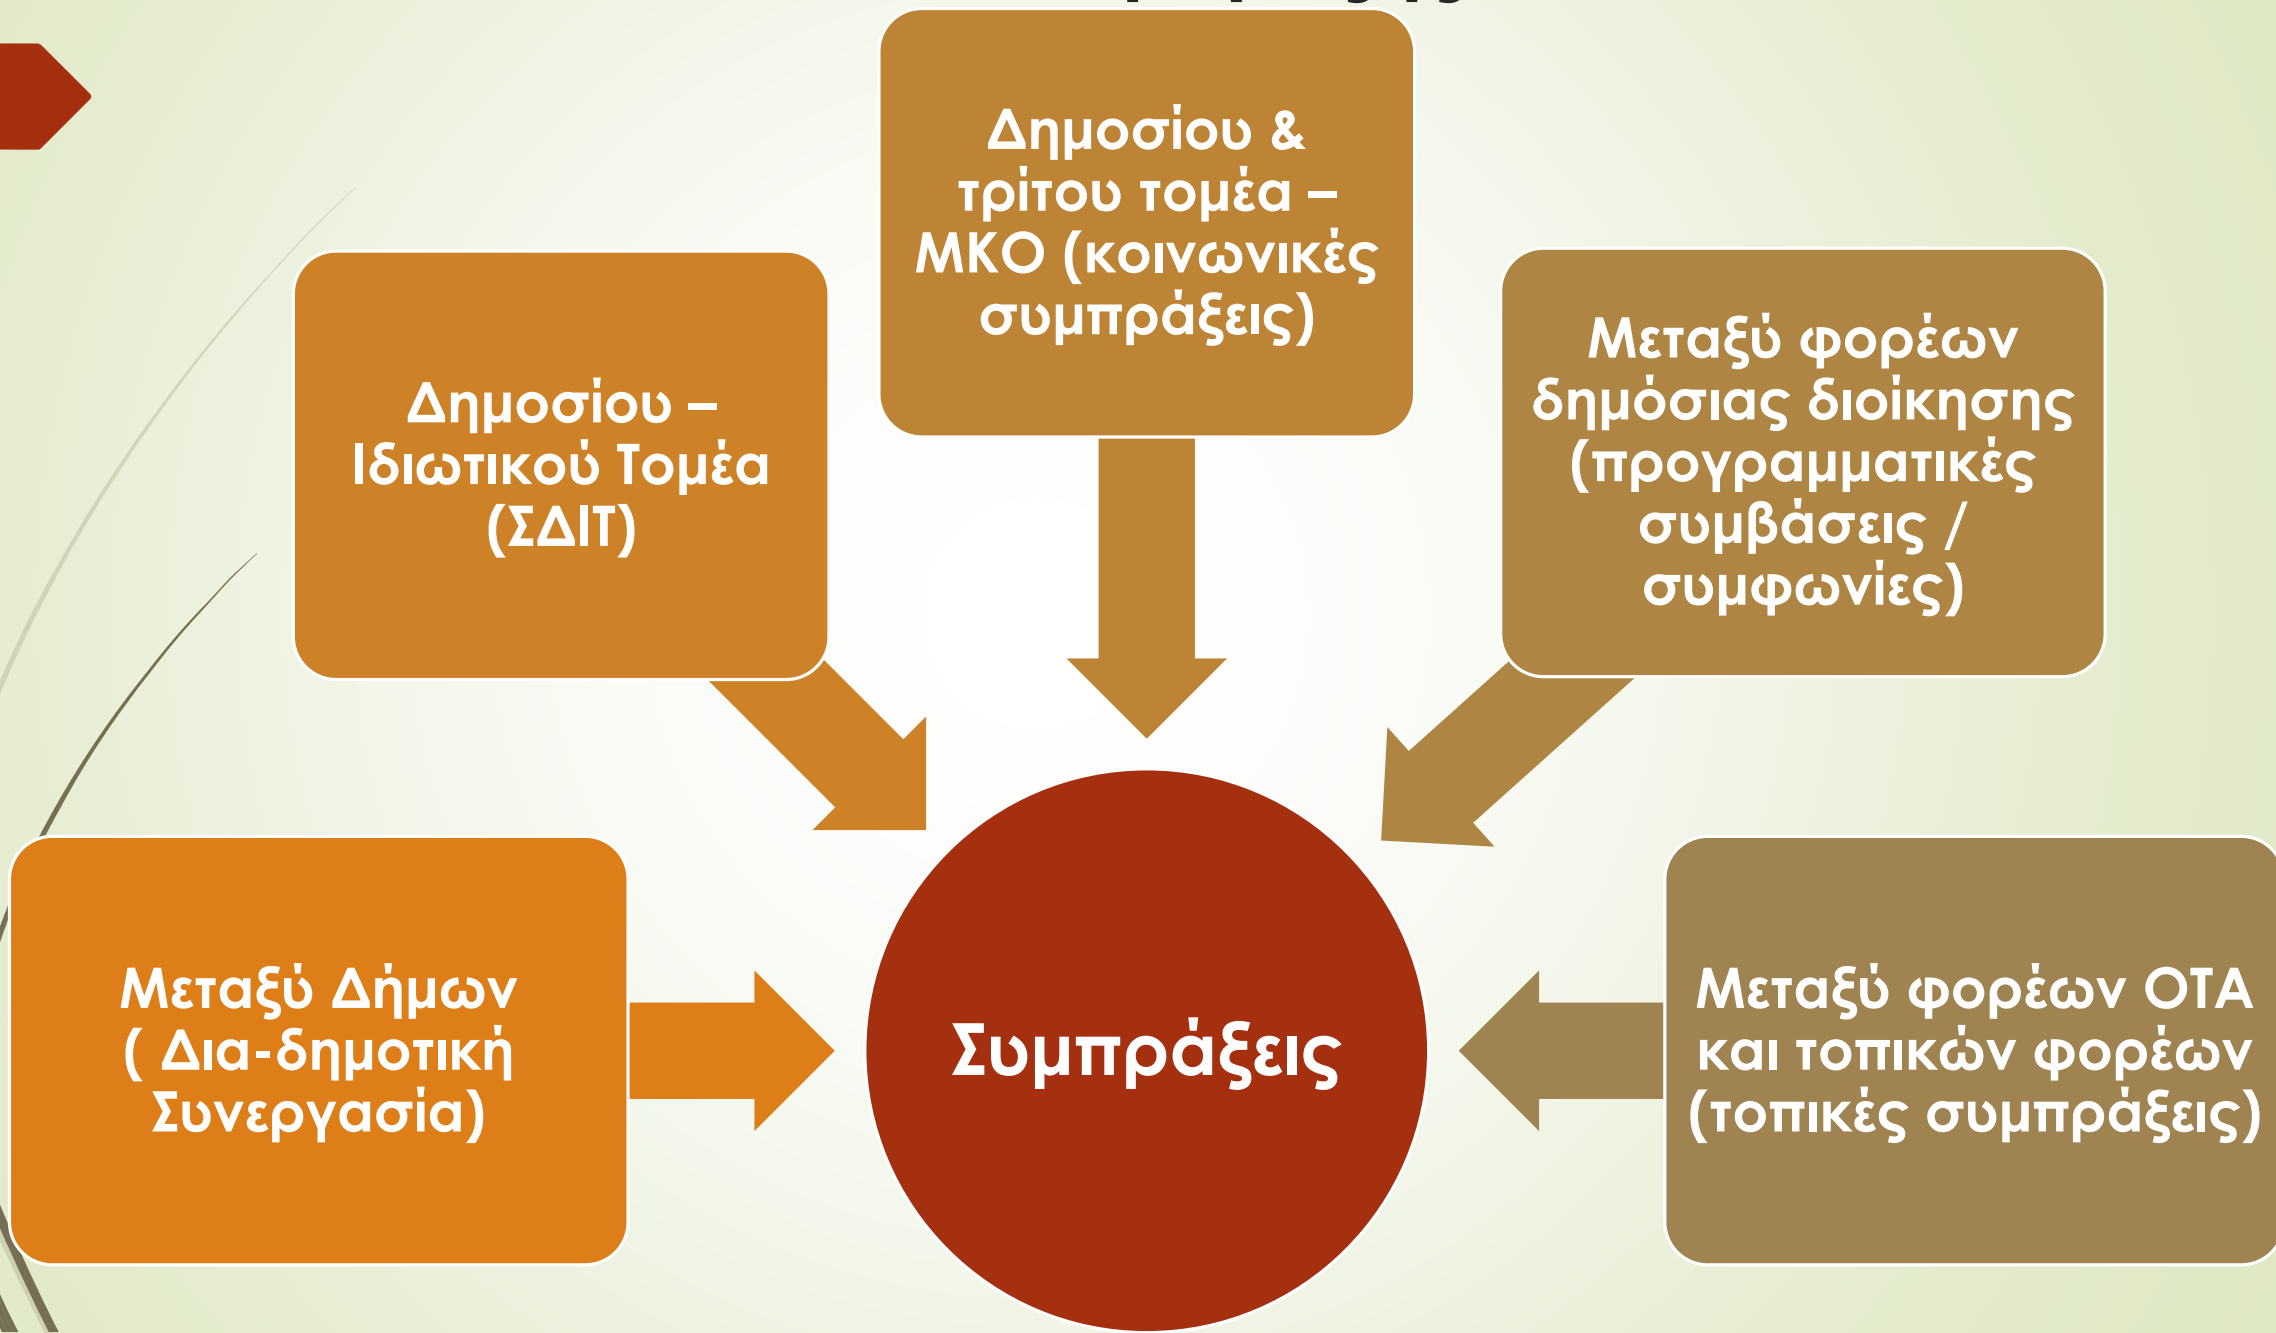 Δημοσίου &
τρίτου τομέα –
ΜΚΟ (κοινωνικές
συμπράξεις)
Δημοσίου –
Ιδιωτικού Τομέα
(ΣΔΙΤ)
Μεταξύ φορέων
δημόσιας διοίκησης
(προγραμματικές
συμβάσεις /
συμφωνίες)
Μεταξύ Δήμων
( Δια-δημοτική
Συνεργασία)
Συμπράξεις
Μεταξύ φορέων ΟΤΑ
και τοπικών φορέων
(τοπικές συμπράξεις)